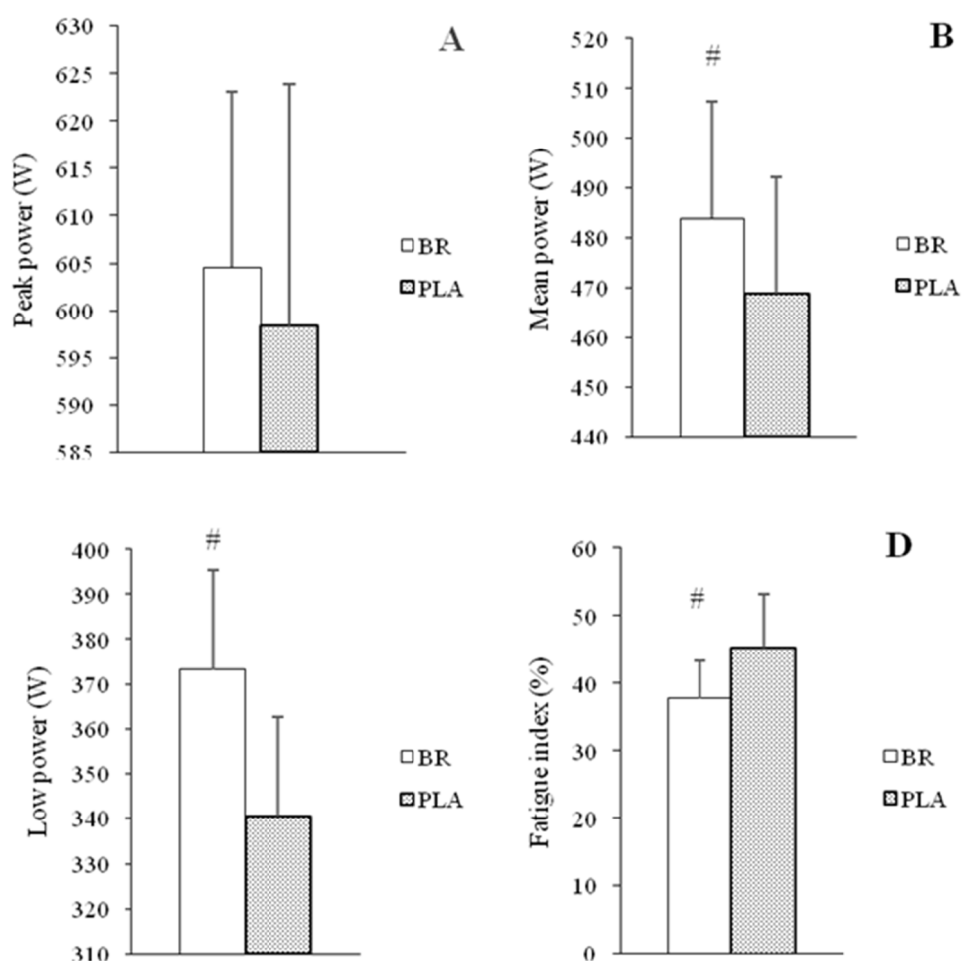 A
Peak power (W)
630
625
620
615
610
605
600
595
590
585
BR
PLA
B
#
Mean power (W)
520
510
500
490
480
470
460
450
440
BR
PLA
#
Low power (W)
400
390
380
370
360
350
340
330
320
310
BR
PLA
D
#
Fatigue index (%)
60
50
40
30
20
10
0
BR
PLA